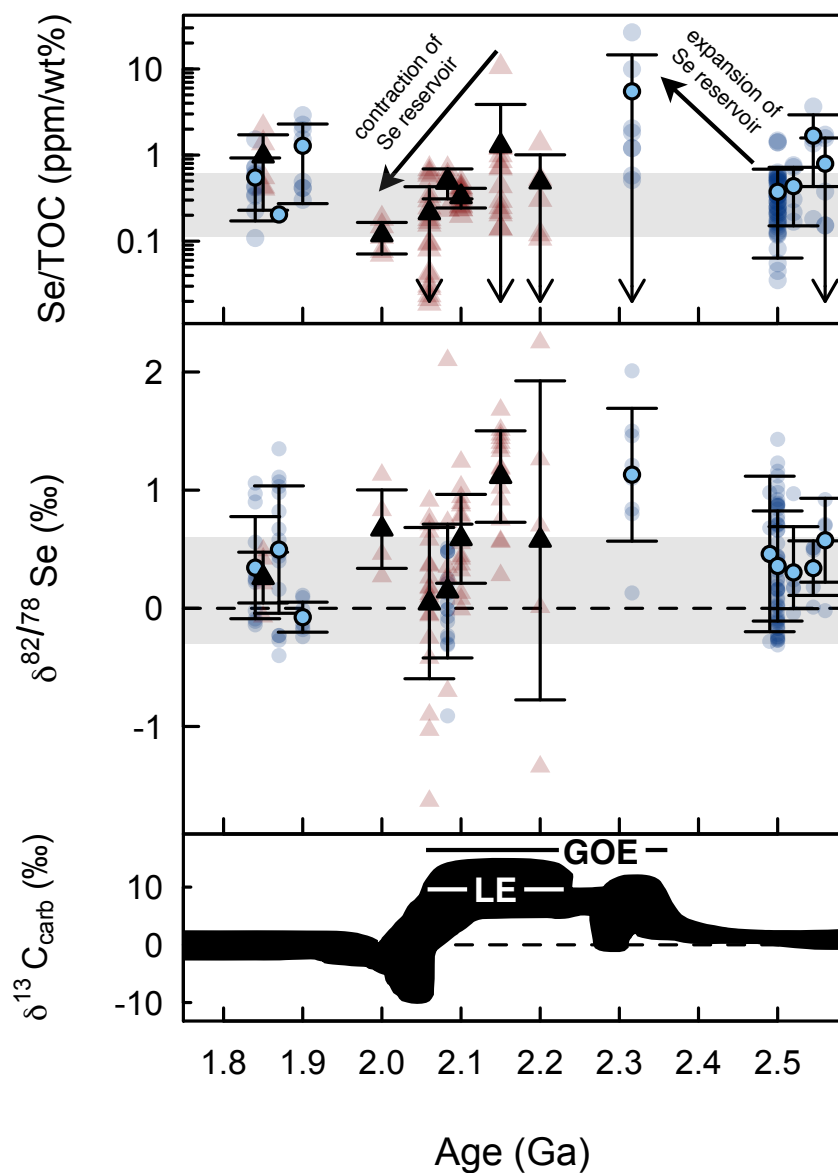 Se/TOC (ppm/wt%)
10
1
0.1
contraction of
Se reservoir
expansion of
Se reservoir
δ82/78 Se (‰)
2
1
0
-1
δ13 Ccarb (‰)
10
0
-10
GOE
LE
1.8 1.9 2.0 2.1 2.2 2.3 2.4 2.5
Age (Ga)